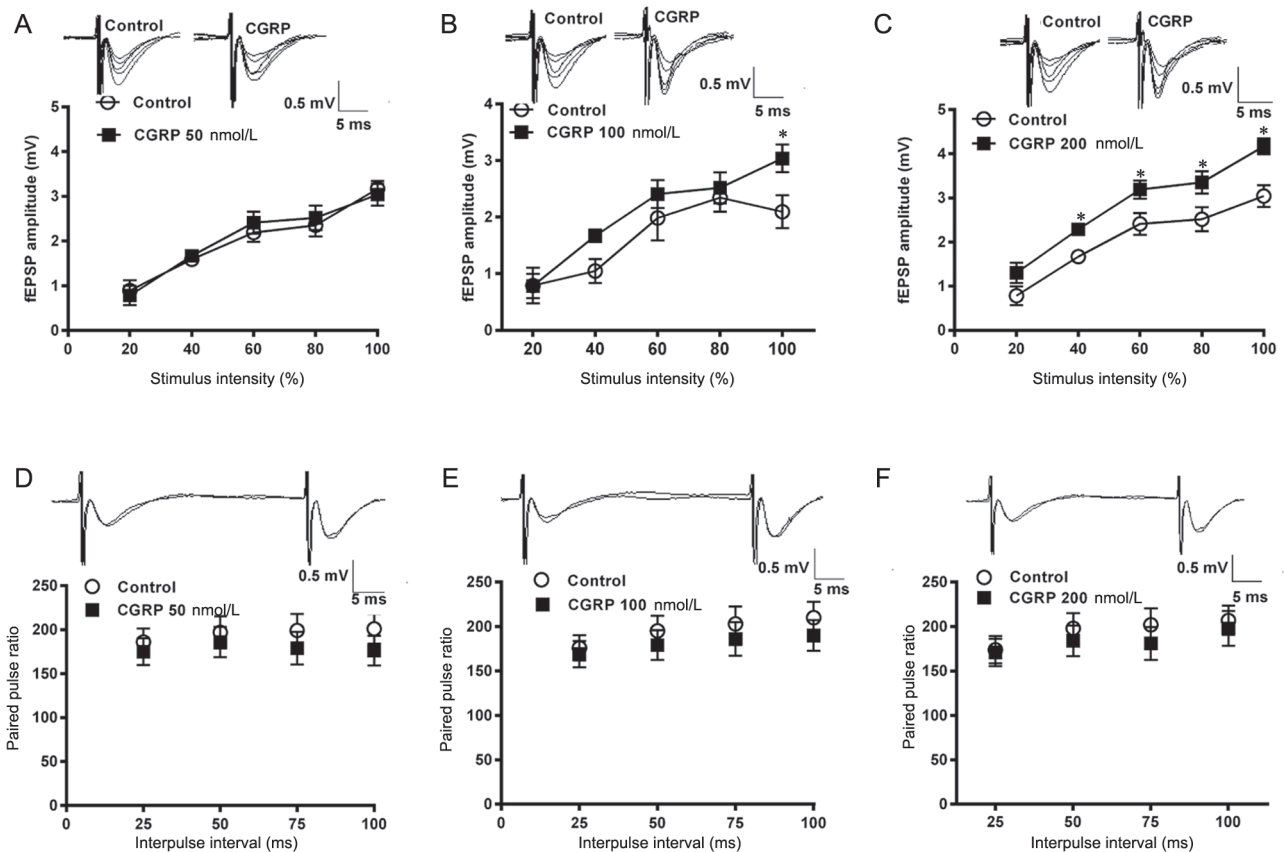 A
Control
CGRP
0.5 mV
5 ms
Control
CGRP 50 nmol/L
fEPSP amplitude (mV)
5
4
3
2
1
0
0 20 40 60 80 100
Stimulus intensity (%)
B
Control
CGRP
0.5 mV
5 ms
Control
CGRP 100 nmol/L
*
fEPSP amplitude (mV)
4
3
2
1
0
20 40 60 80 100
Stimulus intensity (%)
C
Control
CGRP
0.5 mV
5 ms
Control
CGRP 200 nmol/L
* * * *
fEPSP amplitude (mV)
5
4
3
2
1
0
0 20 40 60 80 100
Stimulus intensity (%)
D
0.5 mV
5 ms
Control
CGRP 50 nmol/L
Paired pulse ratio
250
200
150
100
50
0
0 25 50 75 100
Interpulse interval (ms)
E
0.5 mV
5 ms
Control
CGRP 100 nmol/L
Paired pulse ratio
250
200
150
100
50
0
0 25 50 75 100
Interpulse interval (ms)
F
0.5 mV
5 ms
Control
CGRP 200 nmol/L
Paired pulse ratio
250
200
150
100
50
0
25 50 75 100
Interpulse interval (ms)